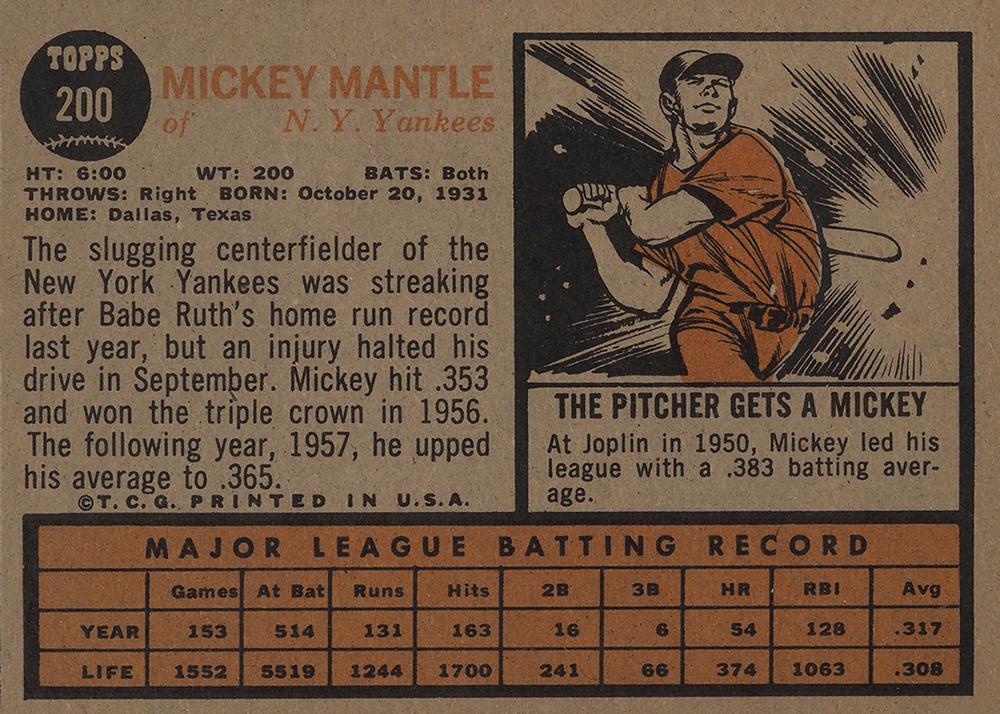 TOPPS
200
MICKEY MANTLE
of N. Y. Yankees
HT: 6:00 WT: 200 BATS: Both
THROWS: Right BORN: October 20, 1931
HOME: Dallas, Texas
The slugging centerfielder of the
New York Yankees was streaking
after Babe Ruth's home run record
last year, but an injury halted his
drive in September. Mickey hit .353
and won the triple crown in 1956.
The following year, 1957, he upped
his average to .365.
©T.C.G. PRINTED IN U.S.A.
THE PITCHER GETS A MICKEY
At Joplin in 1950, Mickey led his
league with a .383 batting aver-
age.
MAJOR LEAGUE BATTING RECORD
Games At Bat Runs Hits 2B 3B HR RBI Avg
YEAR 153 514 131 163 16 6 54 128 .317
LIFE 1552 5519 1244 1700 241 66 374 1063 .308